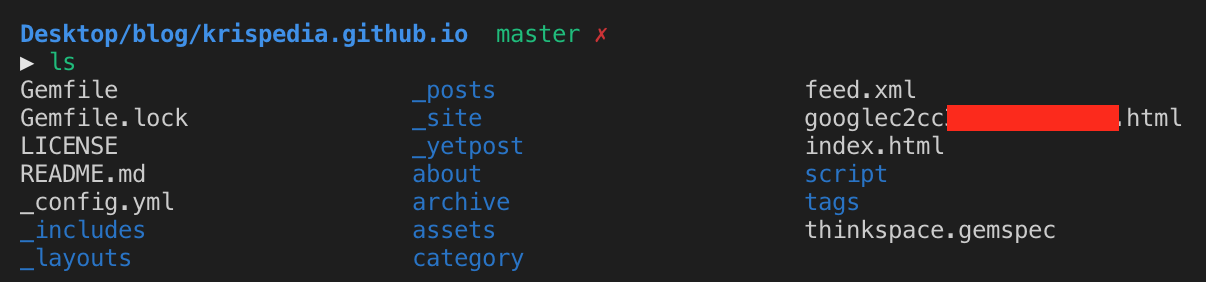 Desktop/blog/krispedia.github.io master ✗
▶ ls
Gemfile _posts feed.xml
Gemfile.lock _site googlec2cc .html
LICENSE _yetpost index.html
README.md about script
_config.yml archive tags
_includes assets thinkspace.gemspec
_layouts category